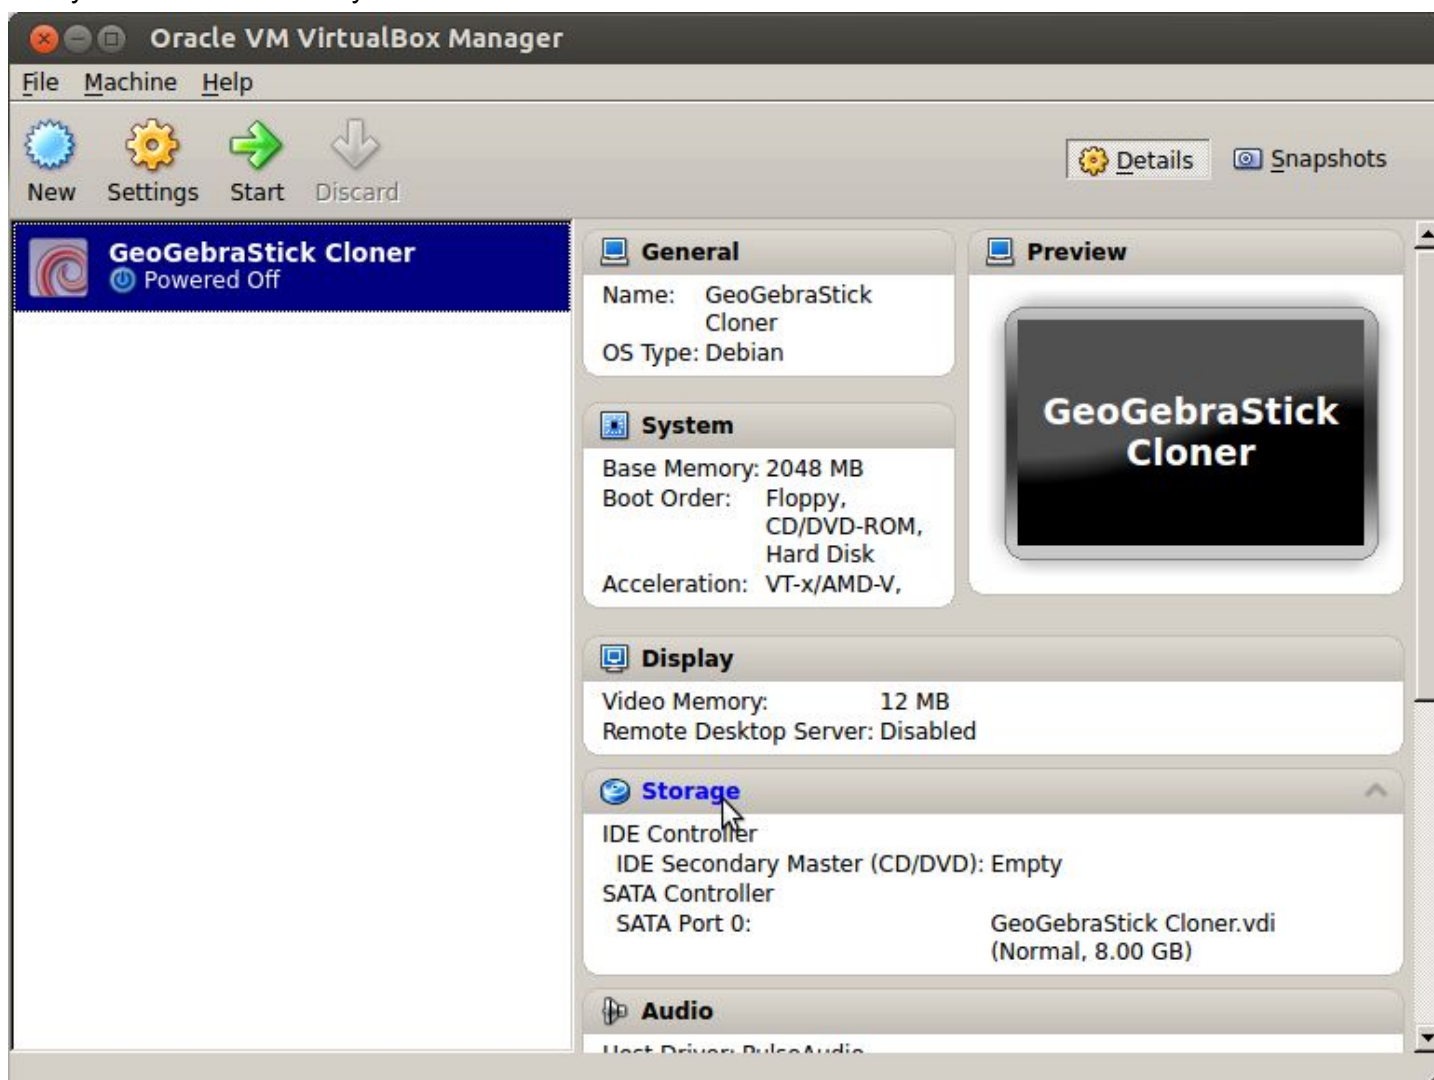 Oracle VM VirtualBox Manager
File Machine Help
New Settings Start Discard
Details Snapshots
GeoGebraStick Cloner
Powered Off
General
Name: GeoGebraStick
Cloner
OS Type: Debian
System
Base Memory: 2048 MB
Boot Order: Floppy,
CD/DVD-ROM,
Hard Disk
Acceleration: VT-x/AMD-V,
Preview
GeoGebraStick
Cloner
Display
Video Memory: 12 MB
Remote Desktop Server: Disabled
Storage
IDE Controller
IDE Secondary Master (CD/DVD): Empty
SATA Controller
SATA Port 0: GeoGebraStick Cloner.vdi
(Normal, 8.00 GB)
Audio
Host Driver: PulseAudio